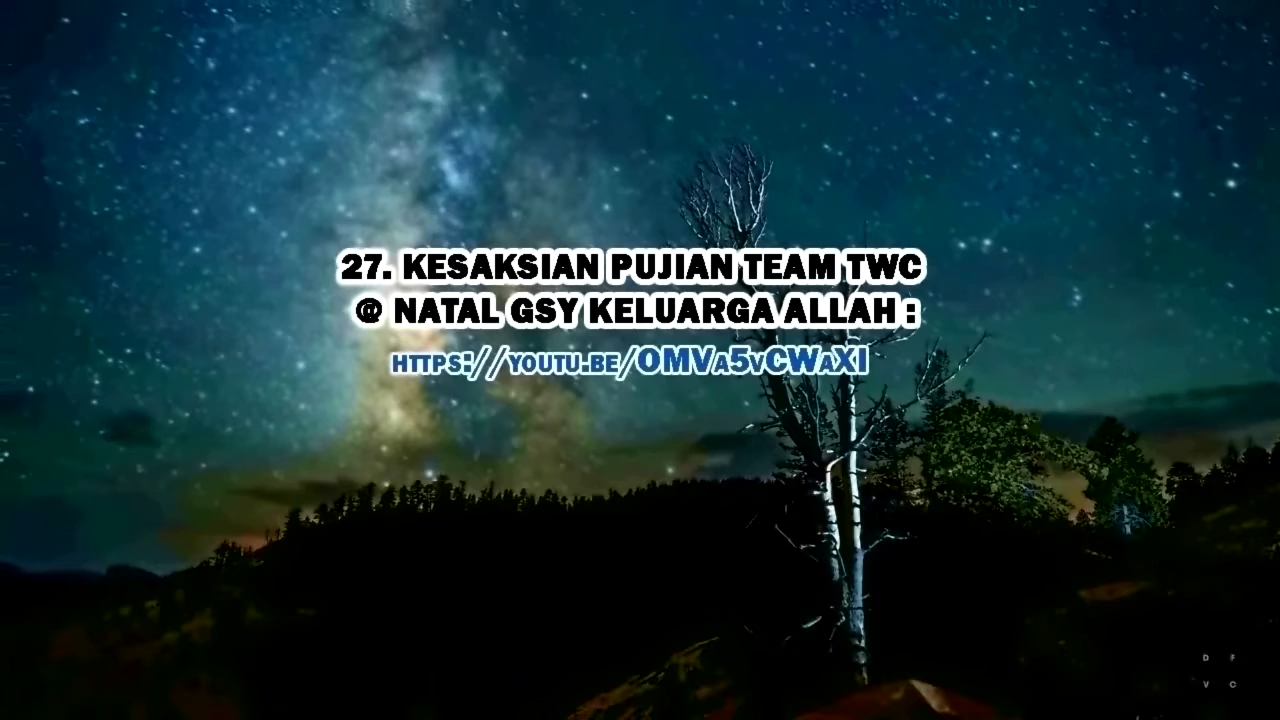 27. KESAKSIAN PUJIAN TEAM TWC
@ NATAL GSY KELUARGA ALLAH :
HTTPS://YOUTU.BE/OMVA5VCWAXI
D F
V C